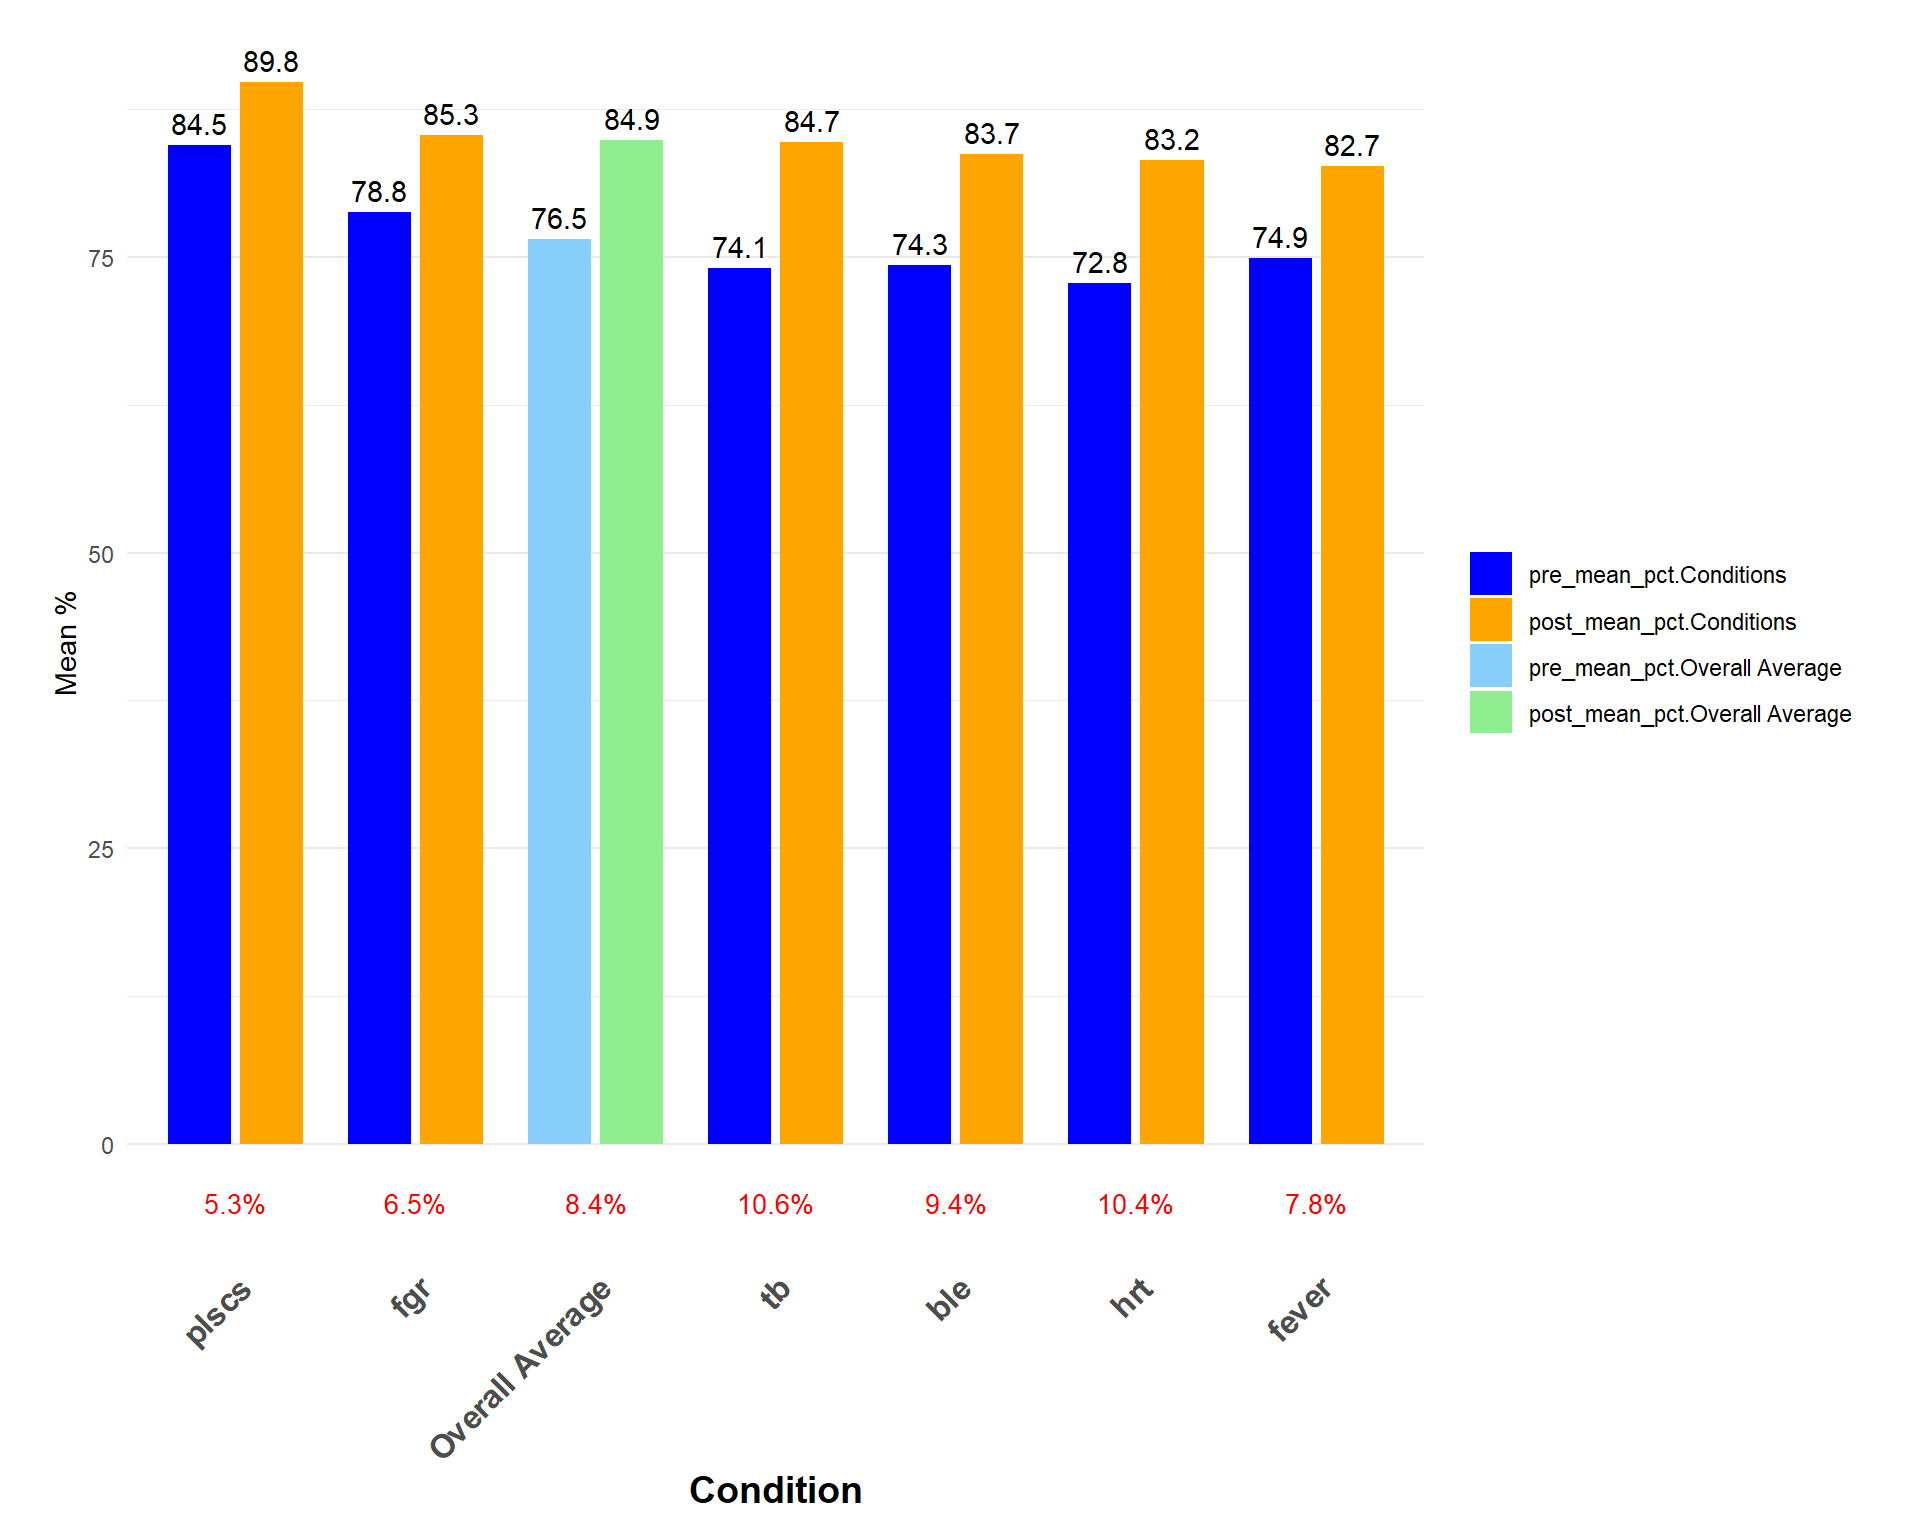 89.8
84.5
85.3
78.8
84.9
76.5
84.7
74.1
83.7
74.3
83.2
72.8
82.7
74.9
75
50
25
0
Mean %
pre_mean_pct.Conditions
post_mean_pct.Conditions
pre_mean_pct.Overall Average
post_mean_pct.Overall Average
5.3% 6.5% 8.4% 10.6% 9.4% 10.4% 7.8%
plscs
fgr
Overall Average
tb
ble
hrt
fever
Condition